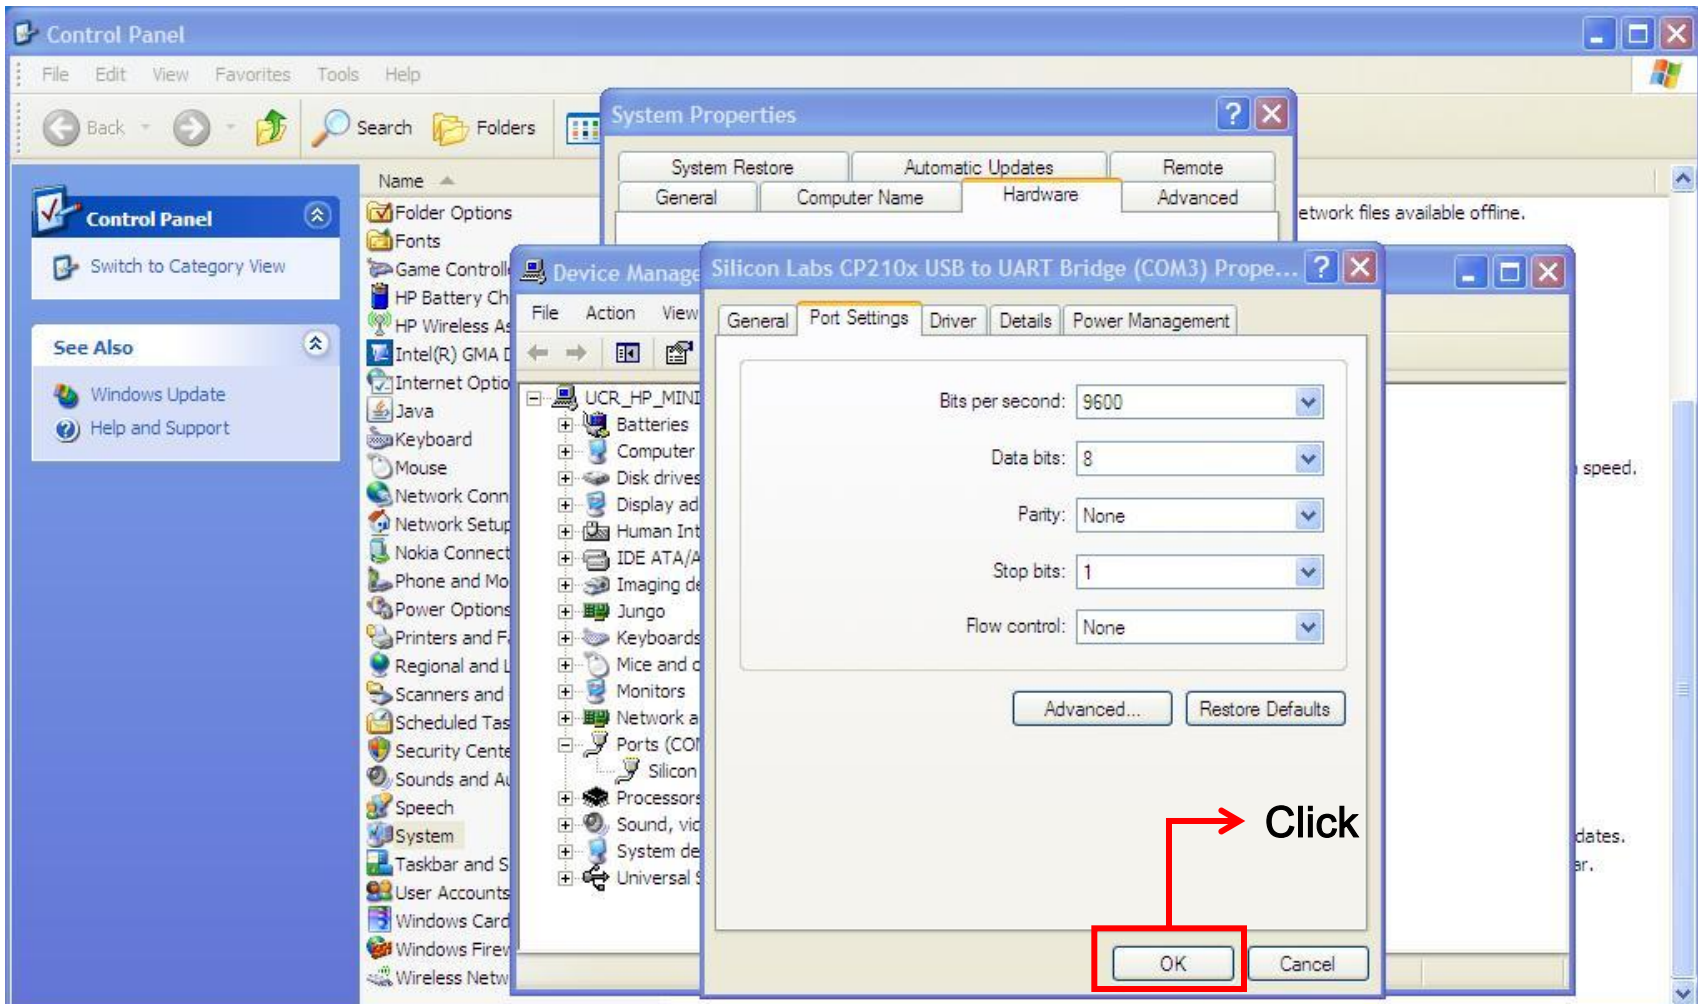 Control Panel
File Edit View Favorites Tools Help
Back Search Folders
Control Panel
Switch to Category View
See Also
Windows Update
Help and Support
Name
Folder Options
Fonts
Game Controll
HP Battery Ch
HP Wireless As
Intel(R) GMA D
Internet Optio
Java
Keyboard
Mouse
Network Conn
Network Setup
Nokia Connect
Phone and Mo
Power Options
Printers and Fa
Regional and L
Scanners and
Scheduled Tas
Security Cente
Sounds and Au
Speech
System
Taskbar and S
User Accounts
Windows Card
Windows Firew
Wireless Netw
etwork files available offline.
speed.
dates.
ar.
System Properties
System Restore Automatic Updates Remote
General Computer Name Hardware Advanced
Device Manage
File Action View
UCR_HP_MINI
Batteries
Computer
Disk drives
Display ad
Human Int
IDE ATA/A
Imaging de
Jungo
Keyboards
Mice and o
Monitors
Network a
Ports (COM
Silicon
Processors
Sound, vid
System de
Universal S
Silicon Labs CP210x USB to UART Bridge (COM3) Prope...
General Port Settings Driver Details Power Management
Bits per second: 9600
Data bits: 8
Parity: None
Stop bits: 1
Flow control: None
Advanced... Restore Defaults
Click
OK Cancel